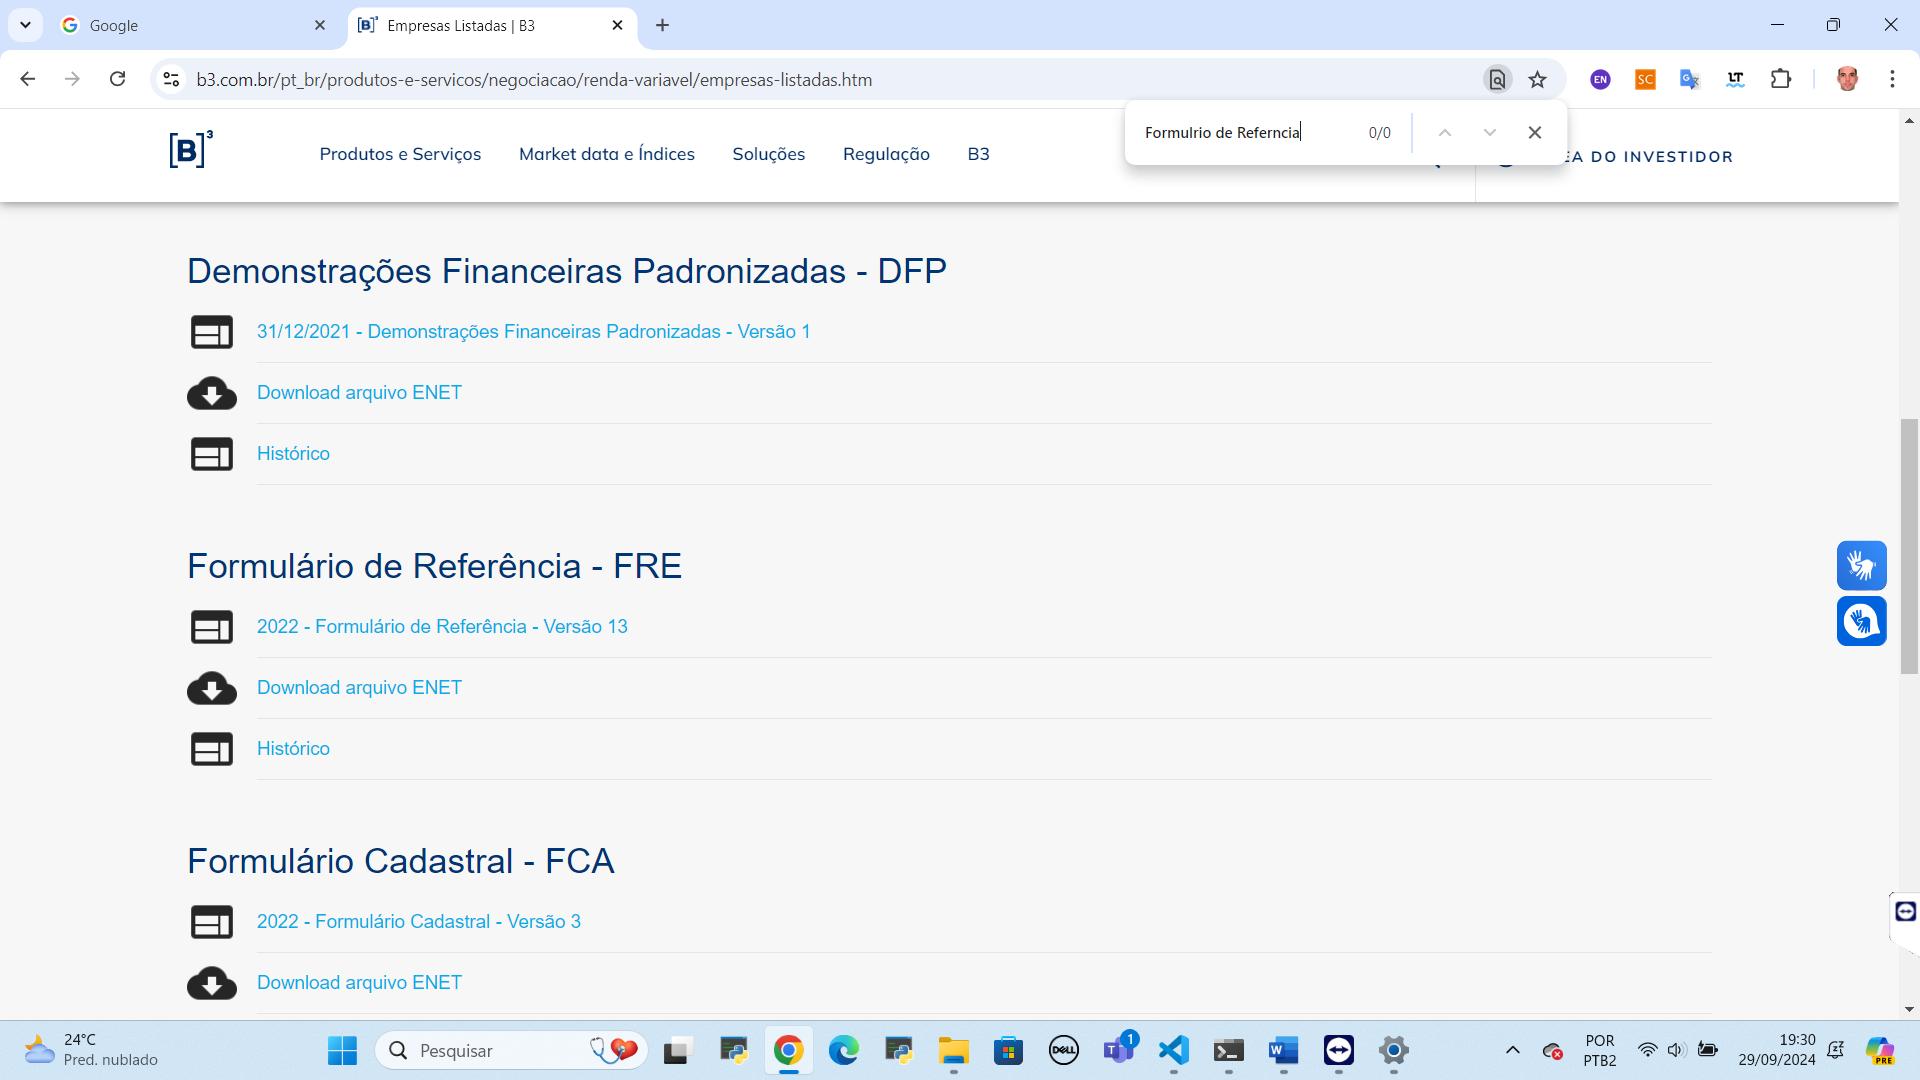 Google
[B]³ Empresas Listadas | B3
b3.com.br/pt_br/produtos-e-servicos/negociacao/renda-variavel/empresas-listadas.htm
EN
SC
LT
Formulrio de Referncia 0/0
[B]³
Produtos e Serviços
Market data e Índices
Soluções
Regulação
B3
EA DO INVESTIDOR
Demonstrações Financeiras Padronizadas - DFP
31/12/2021 - Demonstrações Financeiras Padronizadas - Versão 1
Download arquivo ENET
Histórico
Formulário de Referência - FRE
2022 - Formulário de Referência - Versão 13
Download arquivo ENET
Histórico
Formulário Cadastral - FCA
2022 - Formulário Cadastral - Versão 3
Download arquivo ENET
24°C
Pred. nublado
Pesquisar
DELL
1
POR
PTB2
19:30
29/09/2024
PRE